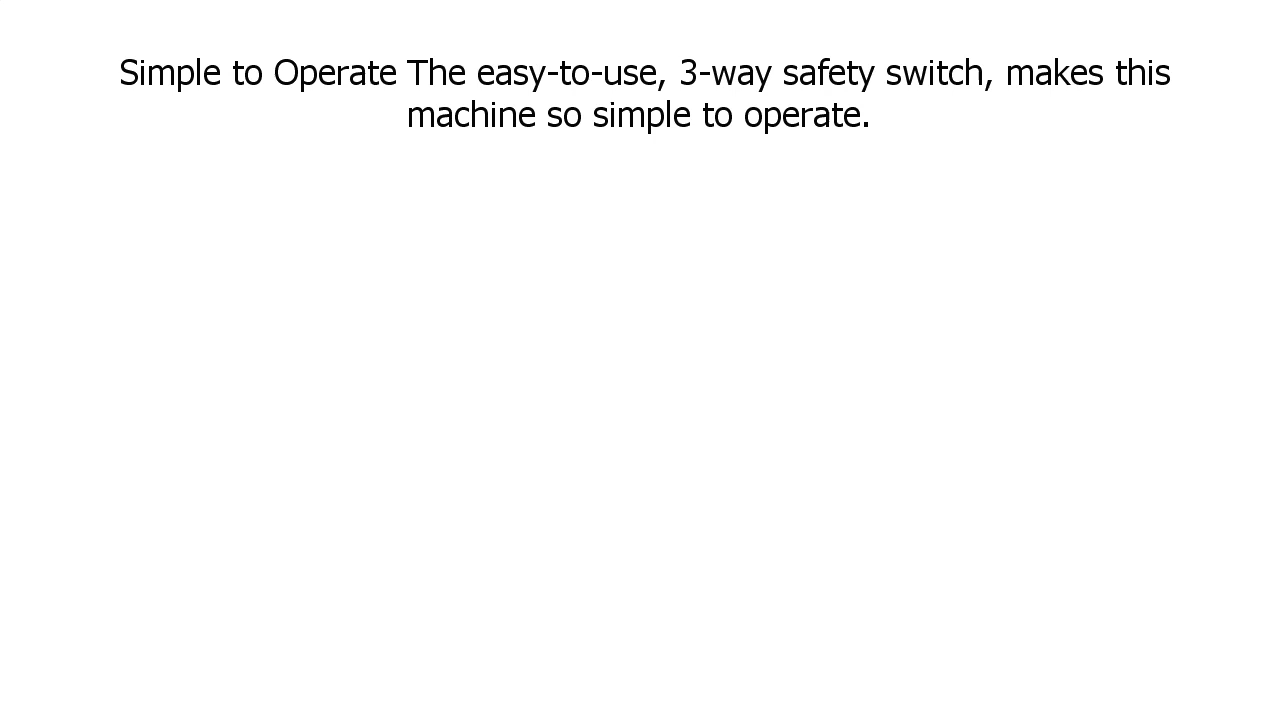 Simple to Operate The easy-to-use, 3-way safety switch, makes this
machine so simple to operate.